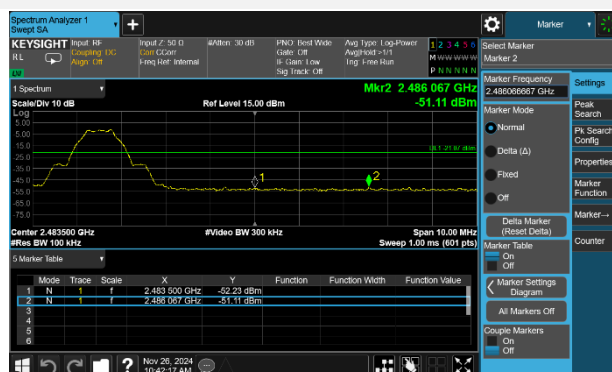 Spectrum Analyzer 1
Swept SA
Marker
KEYSIGHT Input: RF Input Z: 50 Ω #Atten: 30 dB PNO: Best Wide Avg Type: Log-Power 1 2 3 4 5 6
RL Coupling: DC Corr CCorr Gate: Off Avg|Hold:>1/1 M W W W W W
Align: Off Freq Ref: Internal IF Gain: Low Trig: Free Run
Sig Track: Off P N N N N N
LV
Select Marker
Marker 2
1 Spectrum
Mkr2 2.486 067 GHz
Scale/Div 10 dB Ref Level 15.00 dBm -51.11 dBm
Log
5.00
-5.00
-15.0
-25.0
-35.0
-45.0
-55.0
-65.0
-75.0
1
2
Center 2.483500 GHz #Video BW 300 kHz Span 10.00 MHz
#Res BW 100 kHz Sweep 1.00 ms (601 pts)
5 Marker Table
Mode Trace Scale X Y Function Function Width Function Value
1 N 1 f 2.483 500 GHz -52.23 dBm
2 N 1 f 2.486 067 GHz -51.11 dBm
3
4
5
6
Nov 26, 2024
10:42:17 AM
Marker Frequency
2.486066667 GHz
Marker Mode
Normal
Delta (Δ)
Fixed
Off
Delta Marker
(Reset Delta)
Marker Table
On
Off
Marker Settings
Diagram
All Markers Off
Couple Markers
On
Off
Settings
Peak
Search
Pk Search
Config
Properties
Marker
Function
Marker→
Counter